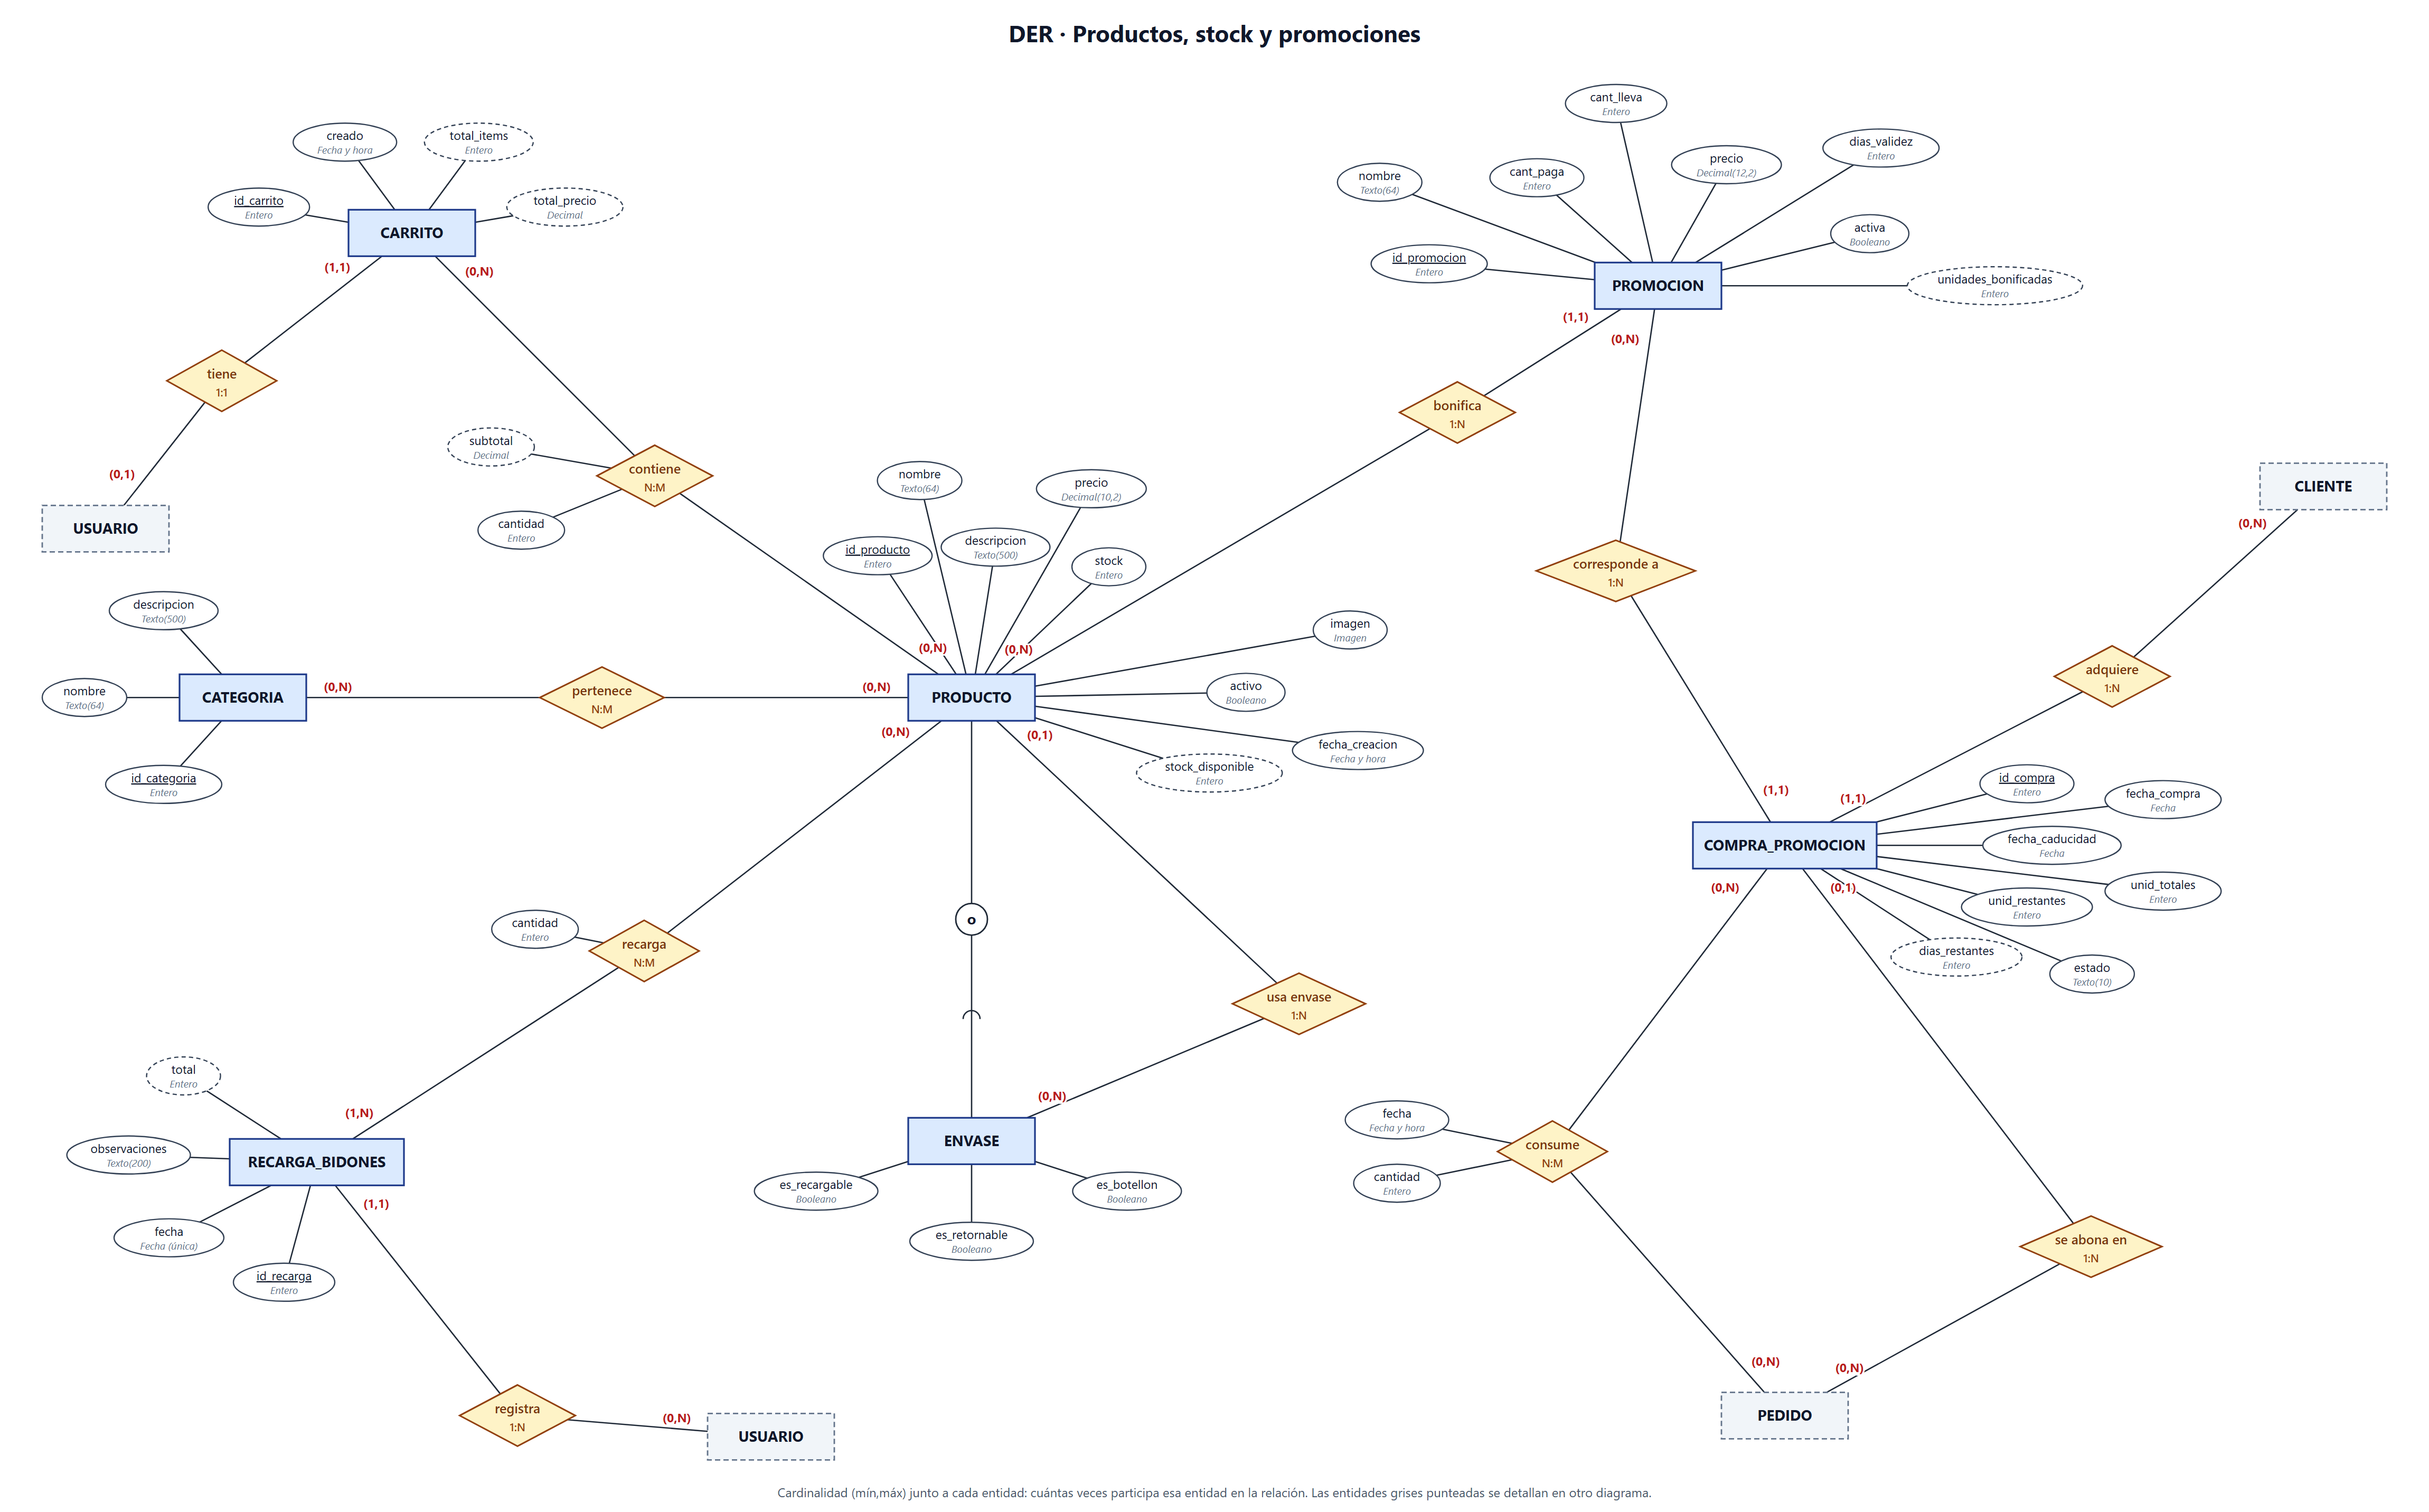 DER · Productos, stock y promociones
creado
Fecha y hora
total_items
Entero
id_carrito
Entero
total_precio
Decimal
CARRITO
(1,1)
(0,N)
tiene
1:1
(0,1)
USUARIO
subtotal
Decimal
contiene
N:M
cantidad
Entero
cant_lleva
Entero
nombre
Texto(64)
cant_paga
Entero
precio
Decimal(12,2)
dias_validez
Entero
activa
Booleano
id_promocion
Entero
PROMOCION
unidades_bonificadas
Entero
(1,1)
(0,N)
bonifica
1:N
corresponde a
1:N
CLIENTE
(0,N)
adquiere
1:N
nombre
Texto(64)
precio
Decimal(10,2)
id_producto
Entero
descripcion
Texto(500)
stock
Entero
imagen
Imagen
activo
Booleano
fecha_creacion
Fecha y hora
stock_disponible
Entero
(0,N)
(0,N)
PRODUCTO
(0,N)
(0,N)
(0,1)
descripcion
Texto(500)
nombre
Texto(64)
CATEGORIA
(0,N)
pertenece
N:M
id_categoria
Entero
(1,1)
(1,1)
id_compra
Entero
fecha_compra
Fecha
COMPRA_PROMOCION
fecha_caducidad
Fecha
unid_totales
Entero
unid_restantes
Entero
(0,N)
(0,1)
dias_restantes
Entero
estado
Texto(10)
cantidad
Entero
recarga
N:M
o
usa envase
1:N
total
Entero
(1,N)
observaciones
Texto(200)
RECARGA_BIDONES
fecha
Fecha (única)
id_recarga
Entero
(1,1)
(0,N)
ENVASE
es_recargable
Booleano
es_botellon
Booleano
es_retornable
Booleano
fecha
Fecha y hora
consume
N:M
cantidad
Entero
se abona en
1:N
(0,N)
(0,N)
PEDIDO
registra
1:N
(0,N)
USUARIO
Cardinalidad (mín,máx) junto a cada entidad: cuántas veces participa esa entidad en la relación. Las entidades grises punteadas se detallan en otro diagrama.